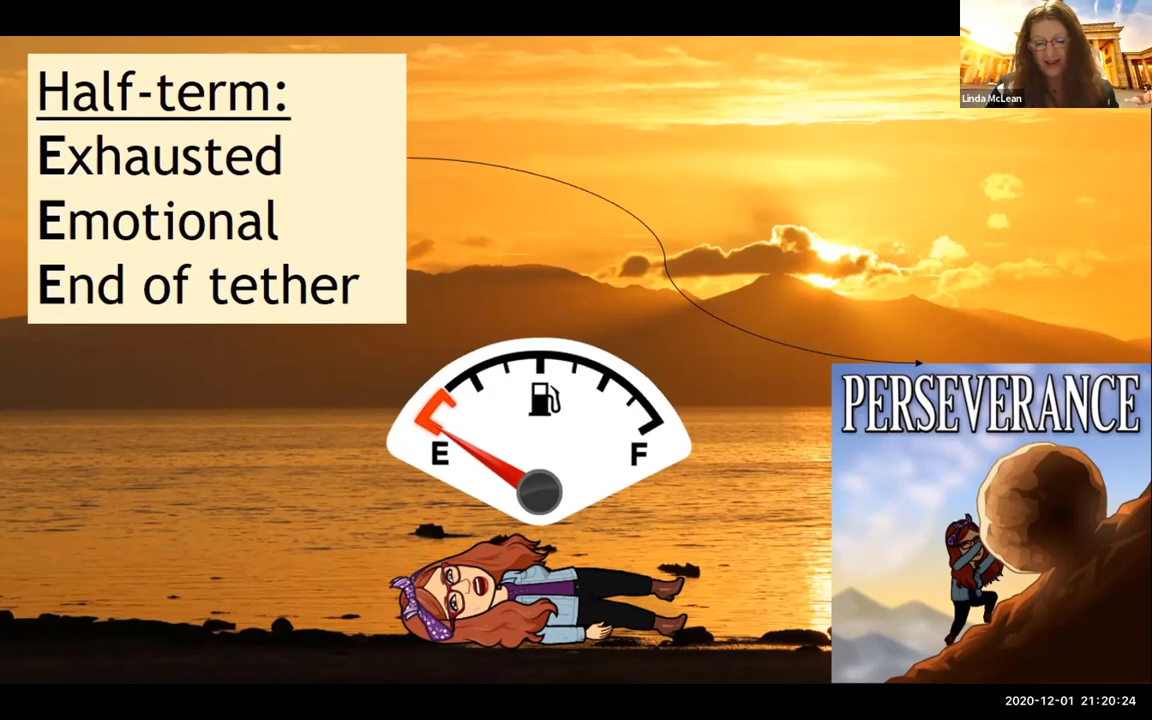 Half-term:
Exhausted
Emotional
End of tether
Linda McLean
E
F
PERSEVERANCE
2020-12-01 21:20:24